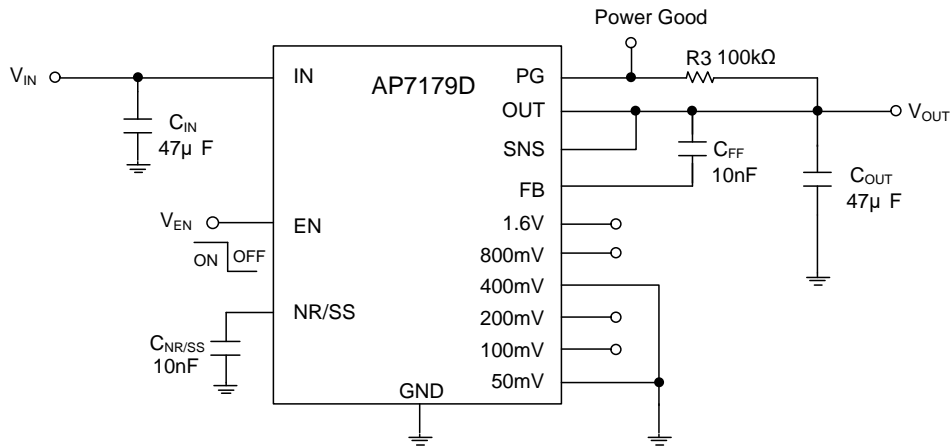 Power Good
V_IN
IN
AP7179D
PG
R3 100kΩ
OUT
V_OUT
SNS
C_IN
47μ F
C_FF
10nF
C_OUT
47μ F
FB
V_EN
EN
1.6V
ON
OFF
800mV
400mV
NR/SS
200mV
C_NR/SS
10nF
100mV
50mV
GND